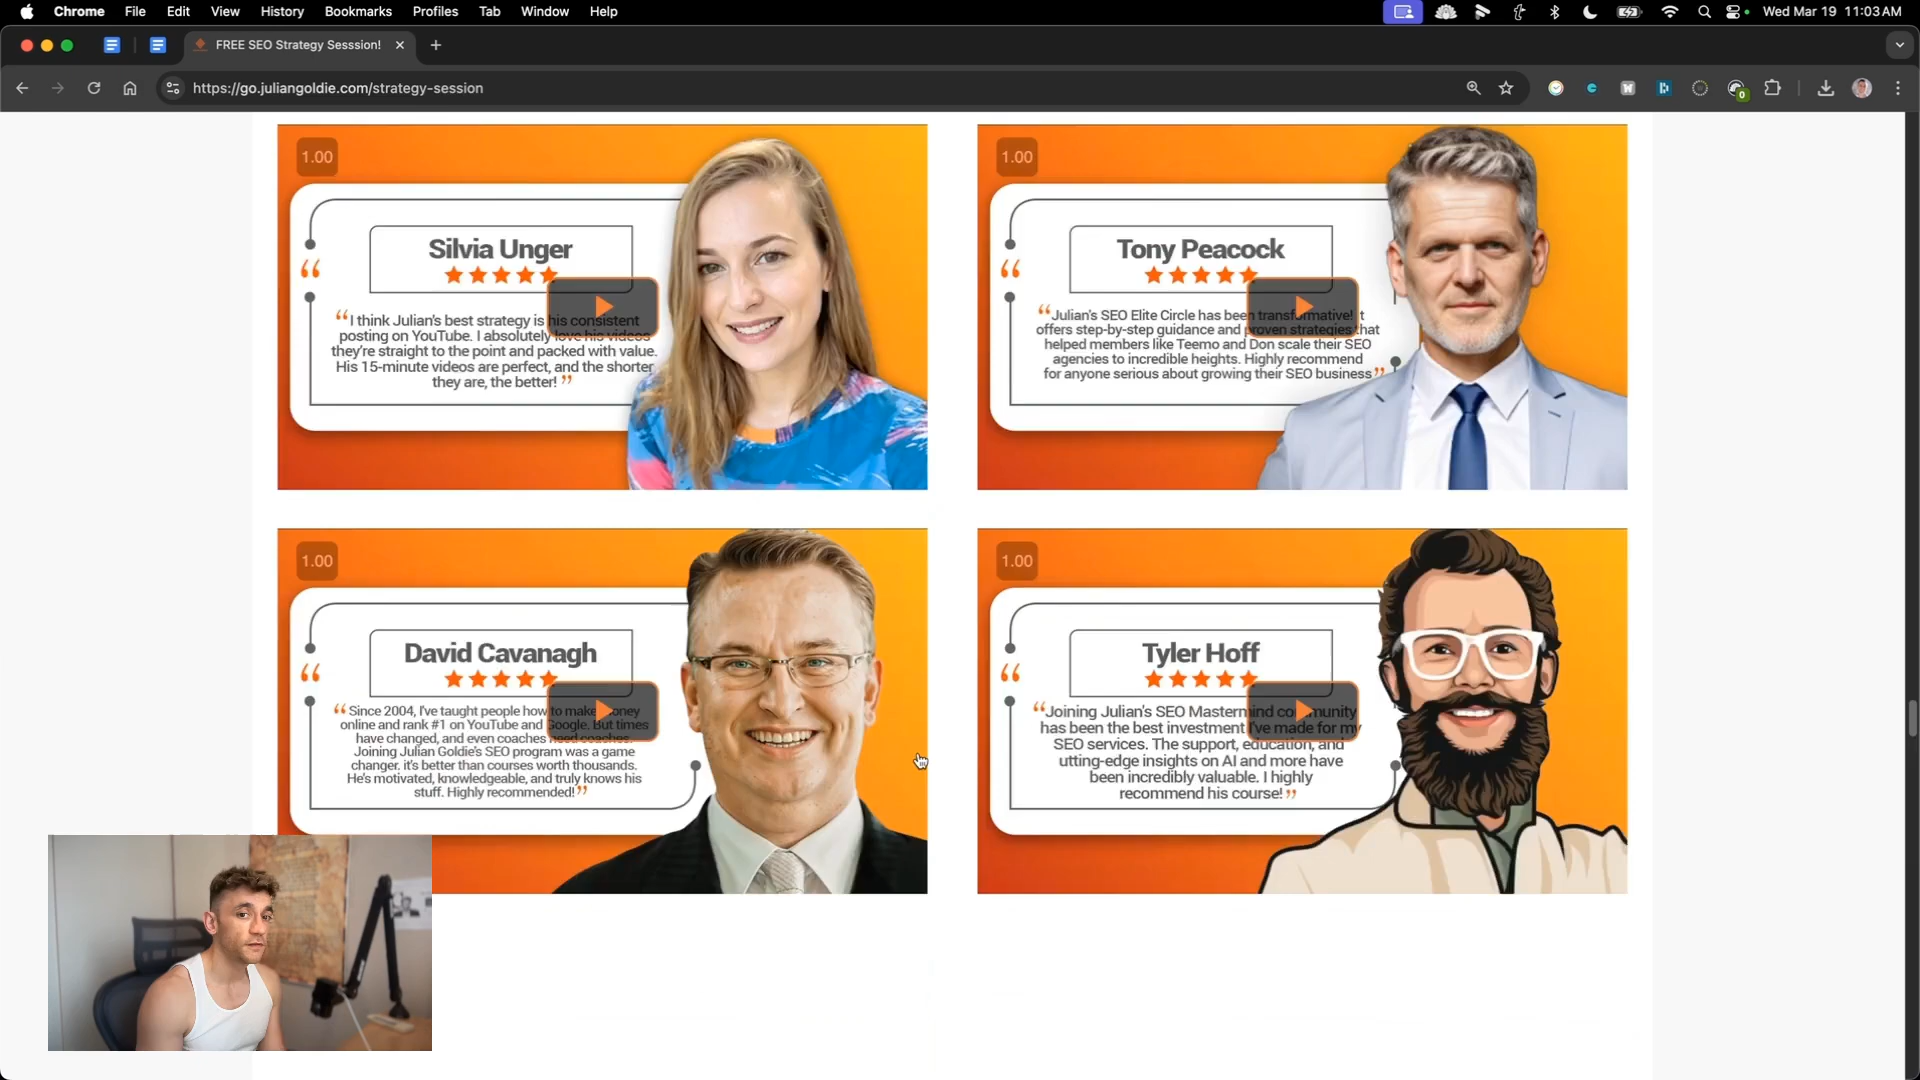 Chrome File Edit View History Bookmarks Profiles Tab Window Help
Wed Mar 19 11:03 AM
FREE SEO Strategy Sesssion!
https://go.juliangoldie.com/strategy-session
0
1.00
Silvia Unger
“I think Julian's best strategy is his consistent
posting on YouTube. I absolutely love his videos
they're straight to the point and packed with value.
His 15-minute videos are perfect, and the shorter
they are, the better!”
1.00
Tony Peacock
“Julian's SEO Elite Circle has been transformative! it
offers step-by-step guidance and proven strategies that
helped members like Teemo and Don scale their SEO
agencies to incredible heights. Highly recommend
for anyone serious about growing their SEO business”
1.00
David Cavanagh
“Since 2004, I've taught people how to make money
online and rank #1 on YouTube and Google. But times
have changed, and even coaches need coaches.
Joining Julian Goldie's SEO program was a game
changer. it's better than courses worth thousands.
He's motivated, knowledgeable, and truly knows his
stuff. Highly recommended!”
1.00
Tyler Hoff
“Joining Julian's SEO Mastermind community
has been the best investment I've made for my
SEO services. The support, education, and
utting-edge insights on AI and more have
been incredibly valuable. I highly
recommend his course!”